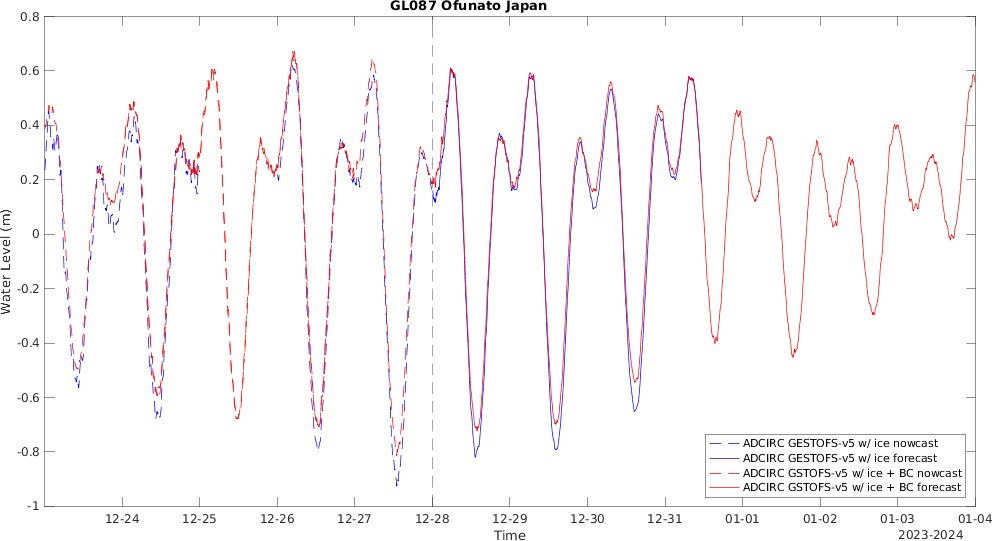 GL087 Ofunato Japan
0.8
0.6
0.4
0.2
0
-0.2
-0.4
-0.6
-0.8
-1
Water Level (m)
12-24 12-25 12-26 12-27 12-28 12-29 12-30 12-31 01-01 01-02 01-03 01-04
Time
2023-2024
ADCIRC GESTOFS-v5 w/ ice nowcast
ADCIRC GESTOFS-v5 w/ ice forecast
ADCIRC GSTOFS-v5 w/ ice + BC nowcast
ADCIRC GSTOFS-v5 w/ ice + BC forecast